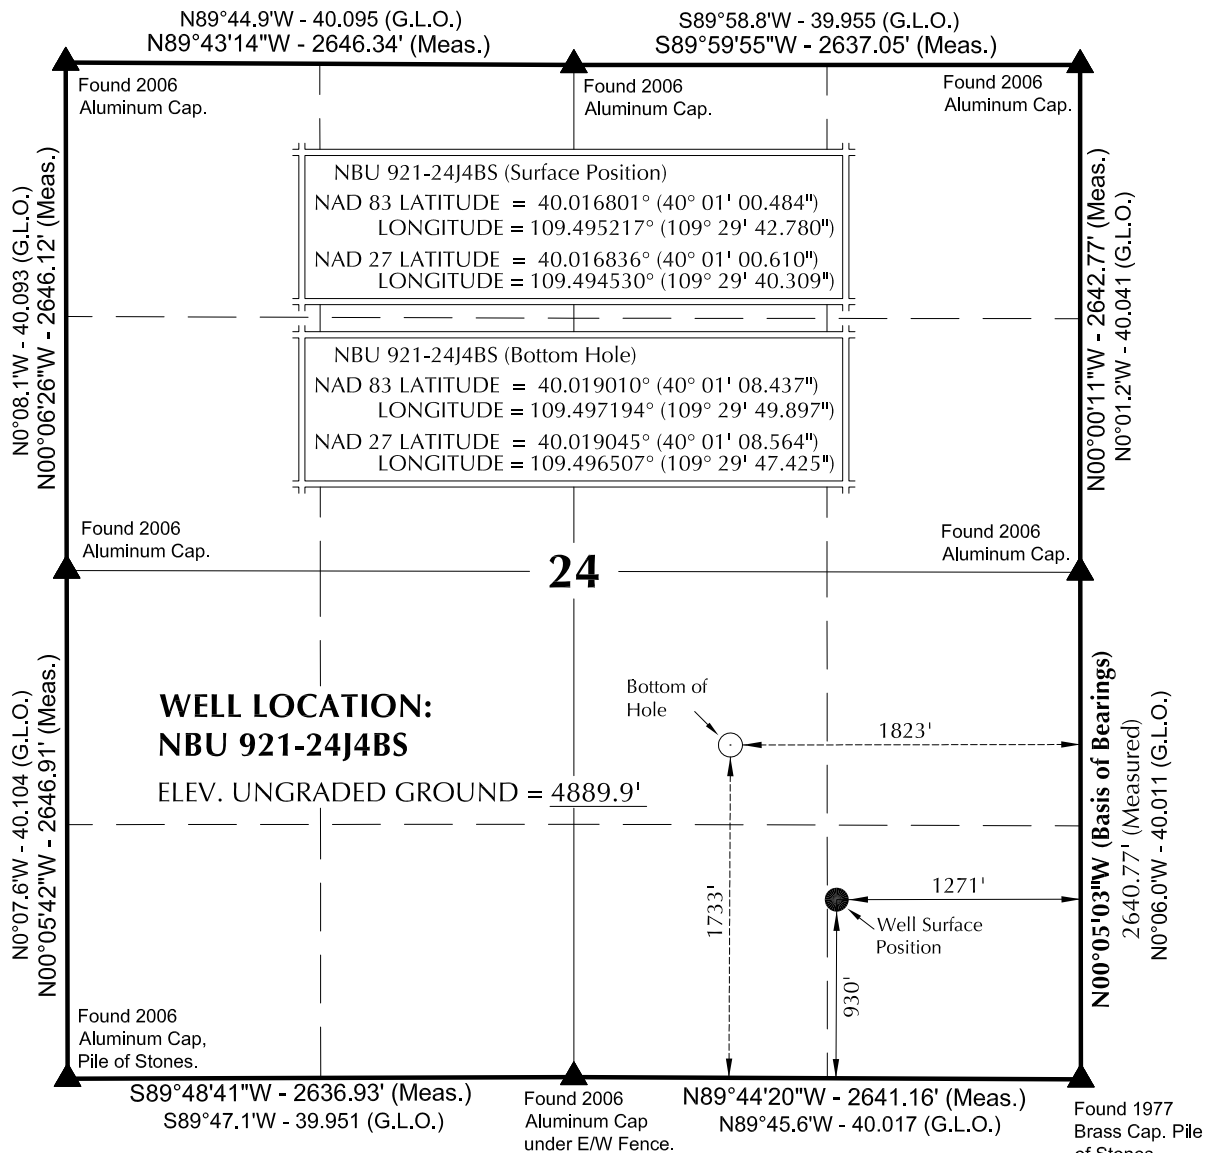 N89°44.9'W - 40.095 (G.L.O.)
N89°43'14"W - 2646.34' (Meas.)
S89°58.8'W - 39.955 (G.L.O.)
S89°59'55"W - 2637.05' (Meas.)
Found 2006
Aluminum Cap.
Found 2006
Aluminum Cap.
Found 2006
Aluminum Cap.
N0°08.1'W - 40.093 (G.L.O.)
N00°06'26"W - 2646.12' (Meas.)
NBU 921-24J4BS (Surface Position)
NAD 83 LATITUDE = 40.016801° (40° 01' 00.484")
LONGITUDE = 109.495217° (109° 29' 42.780")
NAD 27 LATITUDE = 40.016836° (40° 01' 00.610")
LONGITUDE = 109.494530° (109° 29' 40.309")
NBU 921-24J4BS (Bottom Hole)
NAD 83 LATITUDE = 40.019010° (40° 01' 08.437")
LONGITUDE = 109.497194° (109° 29' 49.897")
NAD 27 LATITUDE = 40.019045° (40° 01' 08.564")
LONGITUDE = 109.496507° (109° 29' 47.425")
N00°00'11"W - 2642.77' (Meas.)
N0°01.2'W - 40.041 (G.L.O.)
Found 2006
Aluminum Cap.
Found 2006
Aluminum Cap.
24
N0°07.6'W - 40.104 (G.L.O.)
N00°05'42"W - 2646.91' (Meas.)
WELL LOCATION:
NBU 921-24J4BS
ELEV. UNGRADED GROUND = 4889.9'
Bottom of
Hole
1823'
1733'
1271'
Well Surface
Position
930'
N00°05'03"W (Basis of Bearings)
2640.77' (Measured)
N0°06.0'W - 40.011 (G.L.O.)
Found 2006
Aluminum Cap,
Pile of Stones.
S89°48'41"W - 2636.93' (Meas.)
S89°47.1'W - 39.951 (G.L.O.)
Found 2006
Aluminum Cap
under E/W Fence.
N89°44'20"W - 2641.16' (Meas.)
N89°45.6'W - 40.017 (G.L.O.)
Found 1977
Brass Cap. Pile
of Stones